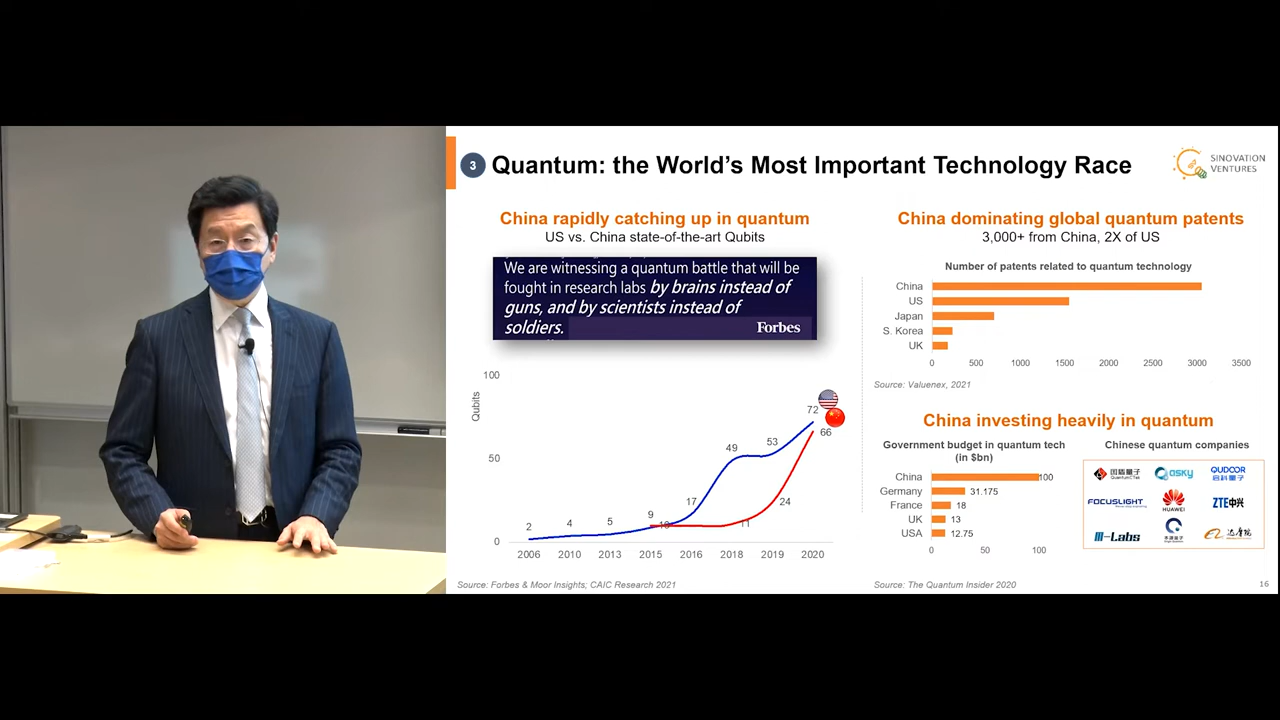 3 Quantum: the World's Most Important Technology Race
SINOVATION
VENTURES
China rapidly catching up in quantum
US vs. China state-of-the-art Qubits
We are witnessing a quantum battle that will be
fought in research labs by brains instead of
guns, and by scientists instead of
soldiers.
Forbes
Qubits
100
50
0
2
4
5
9
10
17
49
11
53
24
72
66
2006 2010 2013 2015 2016 2018 2019 2020
Source: Forbes & Moor Insights; CAIC Research 2021
China dominating global quantum patents
3,000+ from China, 2X of US
Number of patents related to quantum technology
China
US
Japan
S. Korea
UK
0 500 1000 1500 2000 2500 3000 3500
Source: Valuenex, 2021
China investing heavily in quantum
Government budget in quantum tech
(in $bn)
China 100
Germany 31.175
France 18
UK 13
USA 12.75
0 50 100
Chinese quantum companies
国盾量子
QuantumCTek
QUDOOR
启科量子
FOCUSLIGHT
HUAWEI
ZTE中兴
本源量子
达摩院
Source: The Quantum Insider 2020
16